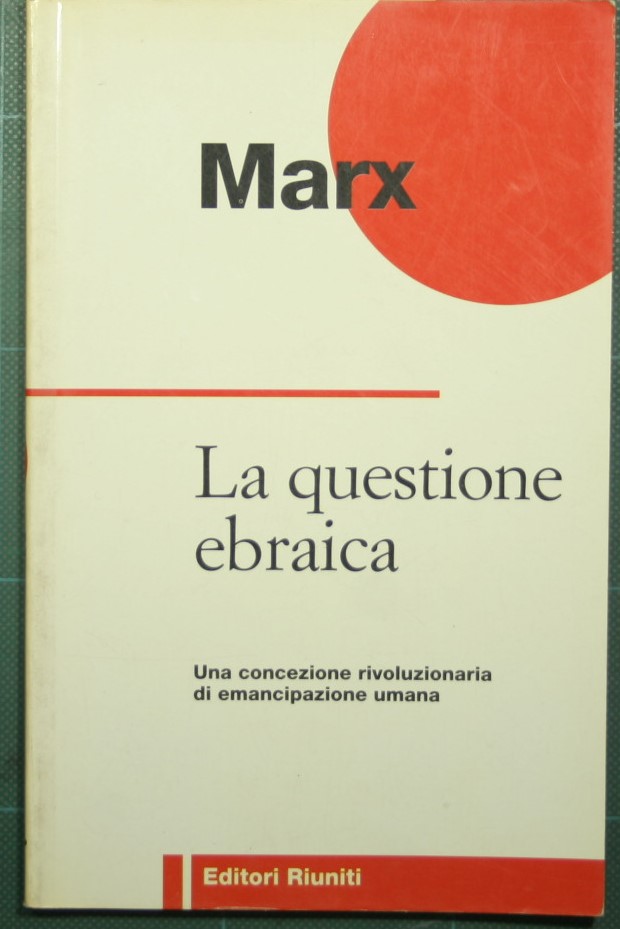 Marx
La questione
ebraica
Una concezione rivoluzionaria
di emancipazione umana
Editori Riuniti